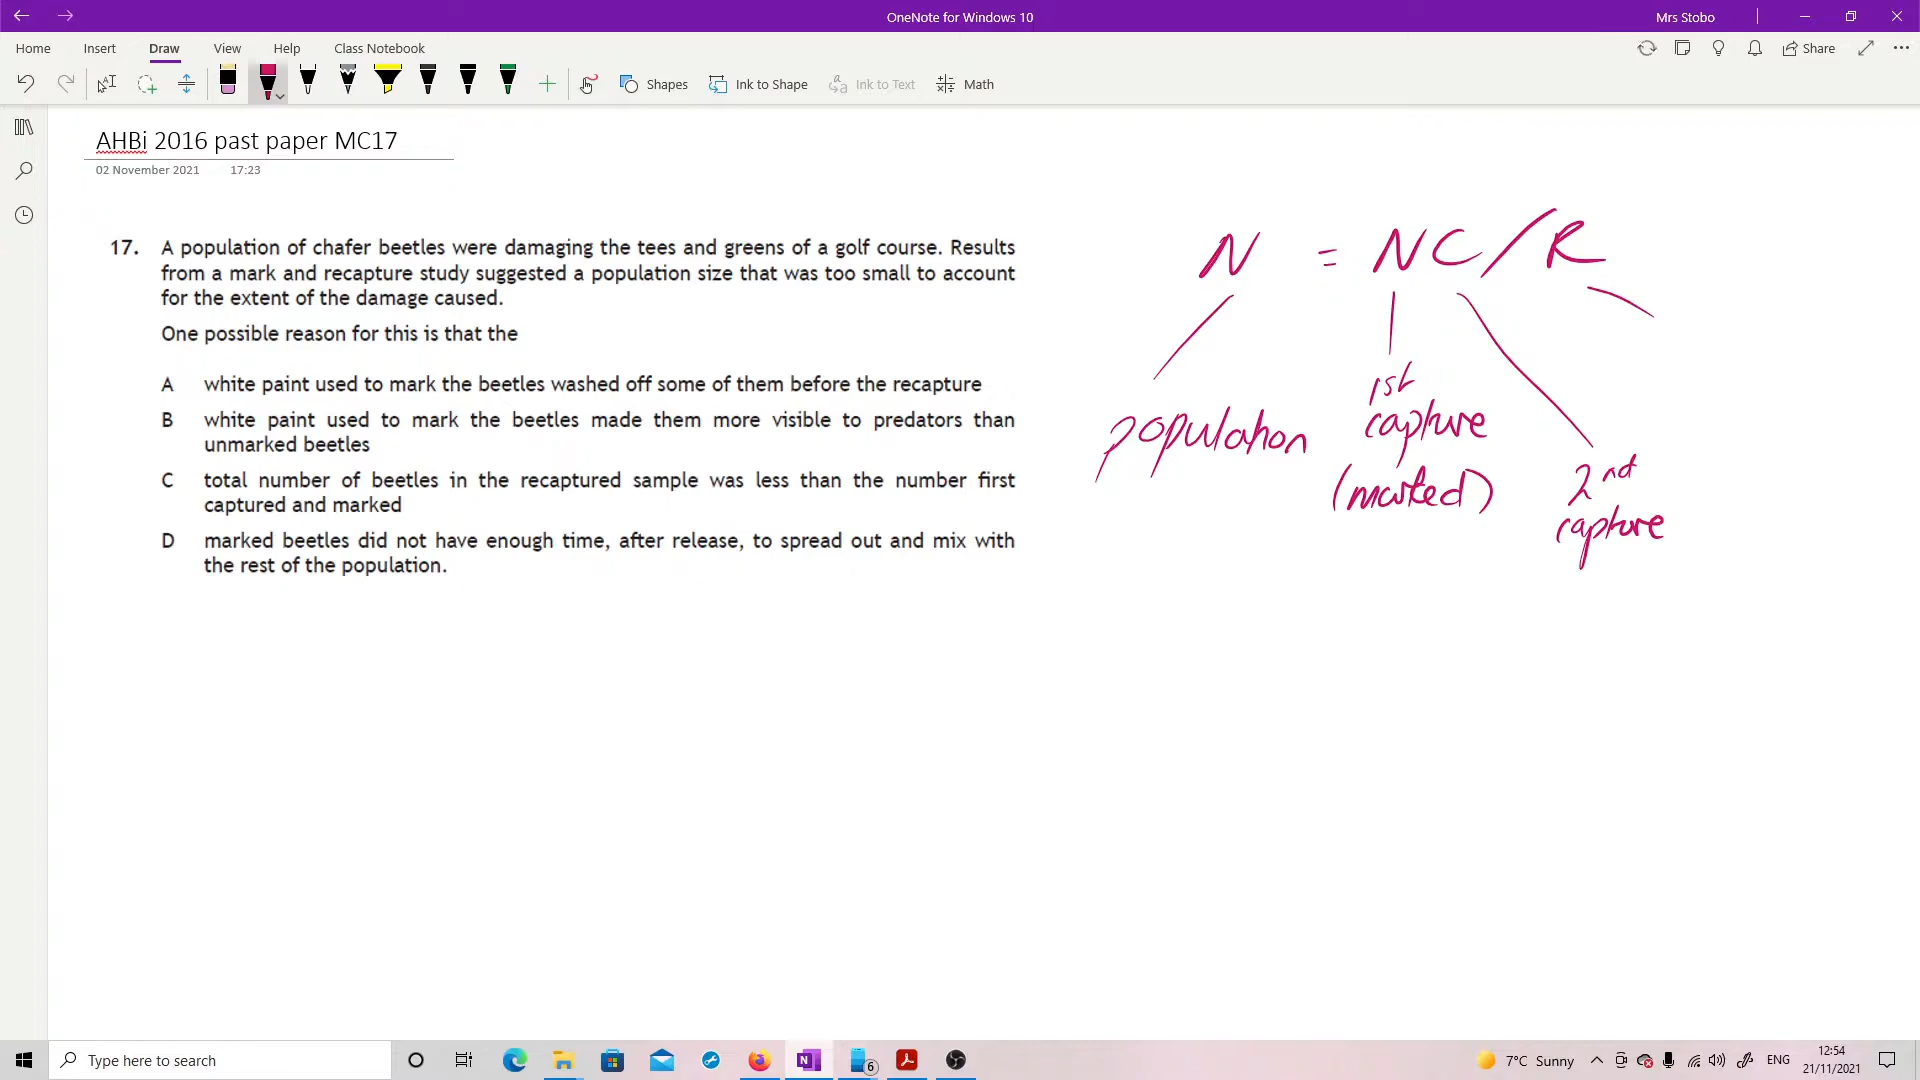 OneNote for Windows 10
Mrs Stobo
Home Insert Draw View Help Class Notebook
Share
Shapes Ink to Shape Ink to Text Math
AHBi 2016 past paper MC17
02 November 2021 17:23
17. A population of chafer beetles were damaging the tees and greens of a golf course. Results
from a mark and recapture study suggested a population size that was too small to account
for the extent of the damage caused.
One possible reason for this is that the
A white paint used to mark the beetles washed off some of them before the recapture
B white paint used to mark the beetles made them more visible to predators than
unmarked beetles
C total number of beetles in the recaptured sample was less than the number first
captured and marked
D marked beetles did not have enough time, after release, to spread out and mix with
the rest of the population.
N = NC/R
population
1st
capture
(marked)
2nd
capture
Type here to search
6
7°C Sunny
ENG
12:54
21/11/2021